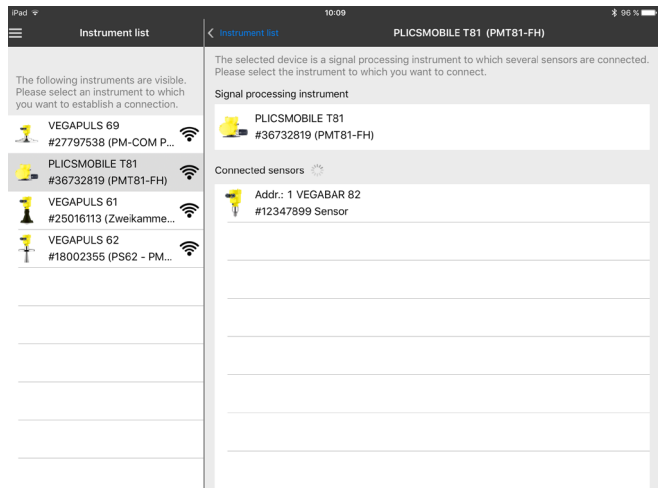 iPad
10:09
96 %
Instrument list
Instrument list
PLICSMOBILE T81 (PMT81-FH)
The following instruments are visible.
Please select an instrument to which
you want to establish a connection.
VEGAPULS 69
#27797538 (PM-COM P...
PLICSMOBILE T81
#36732819 (PMT81-FH)
VEGAPULS 61
#25016113 (Zweikamme...
VEGAPULS 62
#18002355 (PS62 - PM...
The selected device is a signal processing instrument to which several sensors are connected.
Please select the instrument to which you want to connect.
Signal processing instrument
PLICSMOBILE T81
#36732819 (PMT81-FH)
Connected sensors
Addr.: 1 VEGABAR 82
#12347899 Sensor